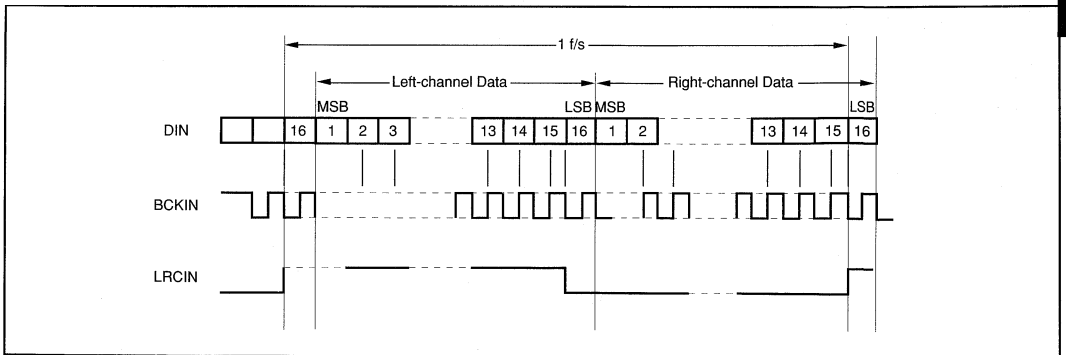 1 f/s
Left-channel Data Right-channel Data
MSB LSB MSB LSB
DIN 16 1 2 3 13 14 15 16 1 2 13 14 15 16
BCKIN
LRCIN